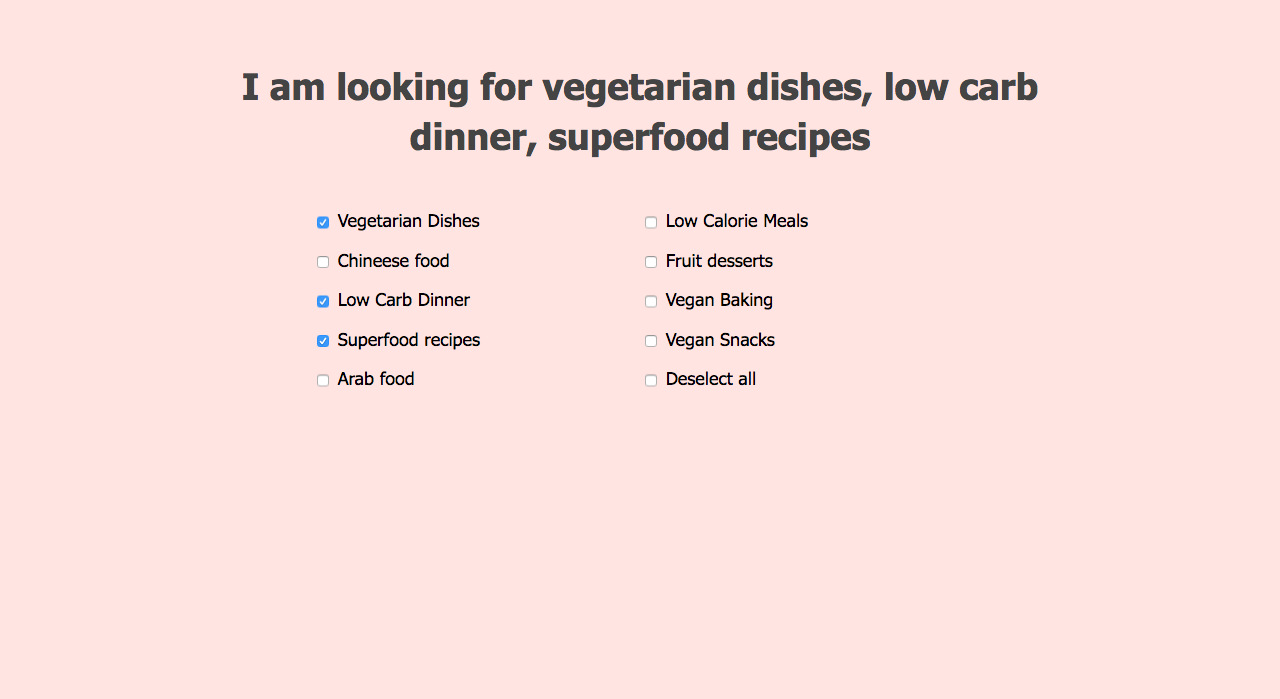 I am looking for vegetarian dishes, low carb
dinner, superfood recipes
Vegetarian Dishes
Chineese food
Low Carb Dinner
Superfood recipes
Arab food
Low Calorie Meals
Fruit desserts
Vegan Baking
Vegan Snacks
Deselect all